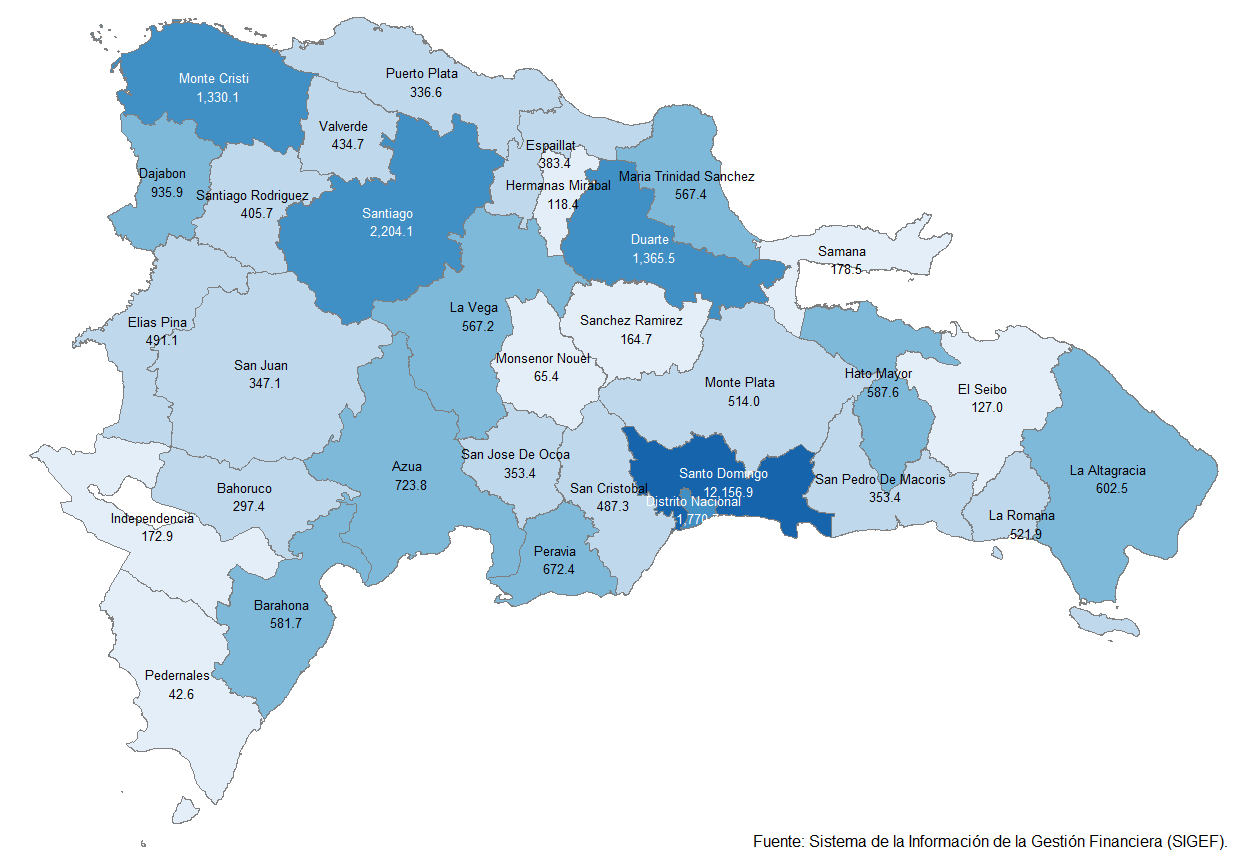 Monte Cristi
1,330.1
Puerto Plata
336.6
Valverde
434.7
Espaillat
383.4
Dajabon
935.9
Santiago Rodriguez
405.7
Hermanas Mirabal
118.4
Maria Trinidad Sanchez
567.4
Santiago
2,204.1
Duarte
1,365.5
Samana
178.5
La Vega
567.2
Elias Pina
491.1
Sanchez Ramirez
164.7
San Juan
347.1
Monsenor Nouel
65.4
Monte Plata
514.0
Hato Mayor
587.6
El Seibo
127.0
San Jose De Ocoa
353.4
Azua
723.8
Santo Domingo
12,156.9
La Altagracia
602.5
Bahoruco
297.4
San Cristobal
487.3
San Pedro De Macoris
353.4
Distrito Nacional
Independencia
172.9
La Romana
521.9
Peravia
672.4
Barahona
581.7
Pedernales
42.6
Fuente: Sistema de la Información de la Gestión Financiera (SIGEF).